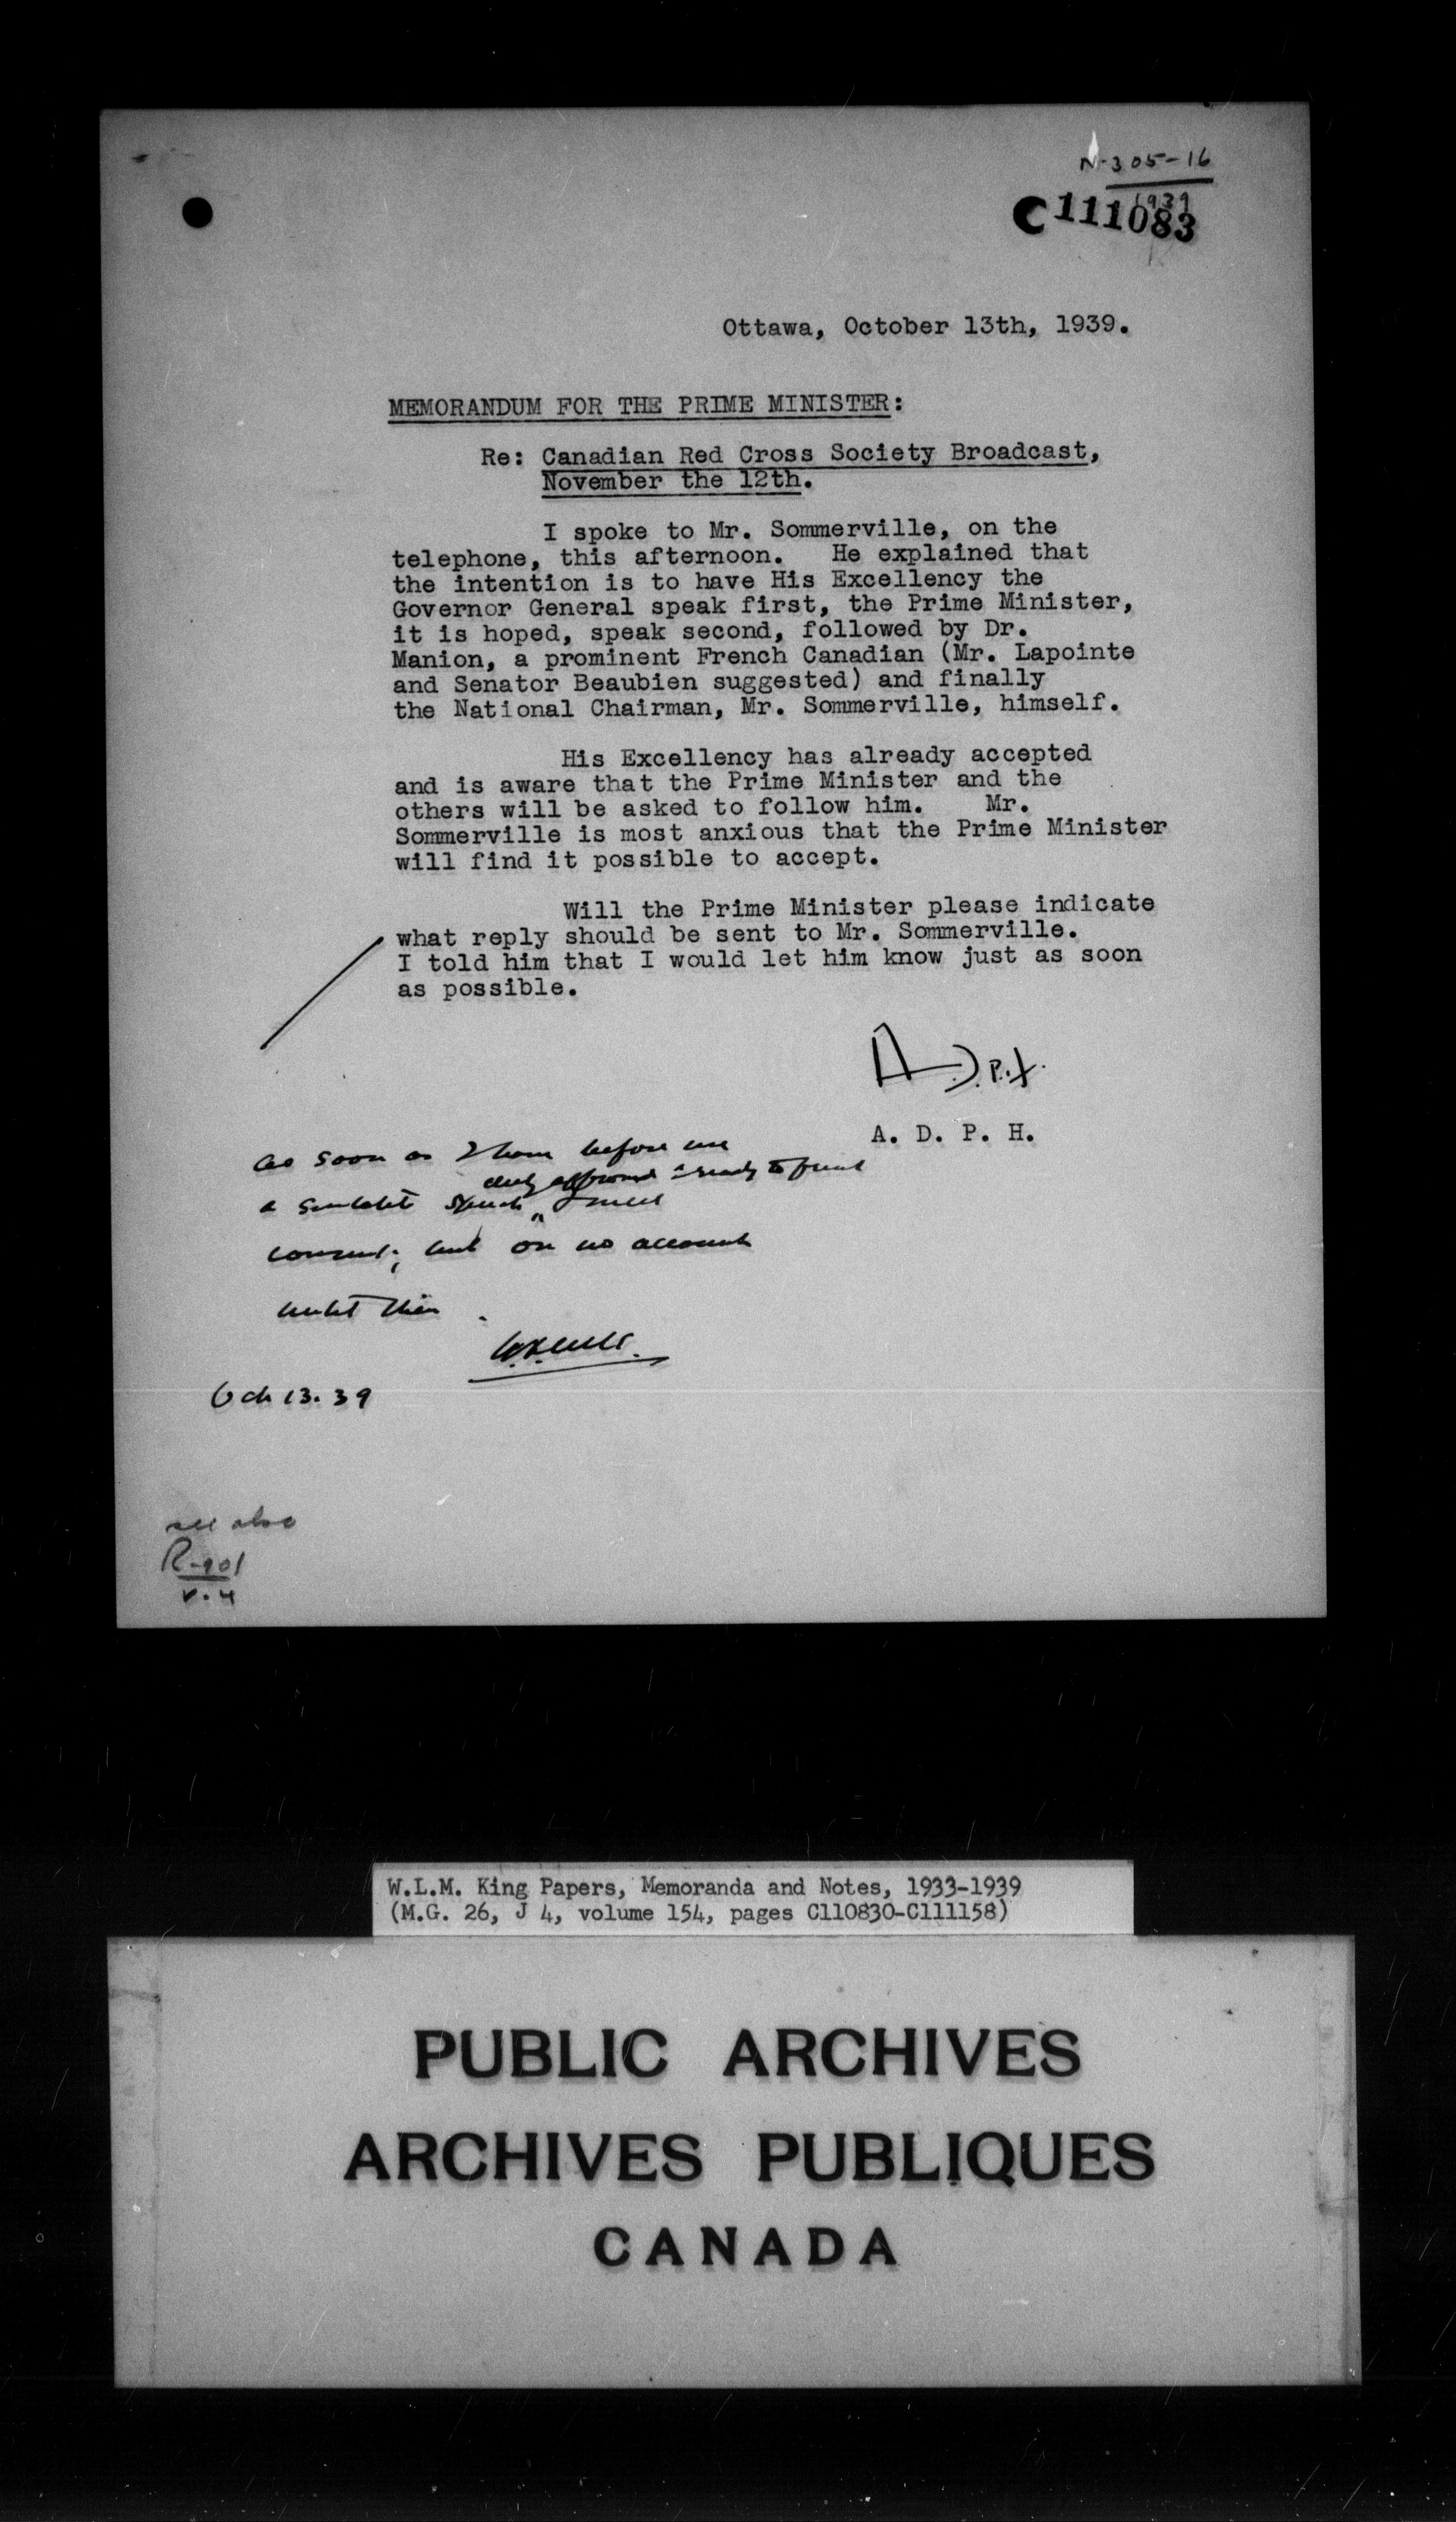 N-305-16
1939
C111083
Ottawa, October 13th, 1939.
MEMORANDUM FOR THE PRIME MINISTER:
Re: Canadian Red Cross Society Broadcast,
November the 12th.
I spoke to Mr. Sommerville, on the
telephone, this afternoon. He explained that
the intention is to have His Excellency the
Governor General speak first, the Prime Minister,
it is hoped, speak second, followed by Dr.
Manion, a prominent French Canadian (Mr. Lapointe
and Senator Beaubien suggested) and finally
the National Chairman, Mr. Sommerville, himself.
His Excellency has already accepted
and is aware that the Prime Minister and the
others will be asked to follow him. Mr.
Sommerville is most anxious that the Prime Minister
will find it possible to accept.
Will the Prime Minister please indicate
what reply should be sent to Mr. Sommerville.
I told him that I would let him know just as soon
as possible.
A. D. P. H.
A. D. P. H.
As soon as I have before me
duly approved & ready to
a suitable speech I will
consent; but on no account
until then.
W.L.M.K.
Oct 13. 39
see also
R-901
V. 4
W.L.M. King Papers, Memoranda and Notes, 1933-1939
(M.G. 26, J 4, volume 154, pages C110830-C111158)
PUBLIC ARCHIVES
ARCHIVES PUBLIQUES
CANADA